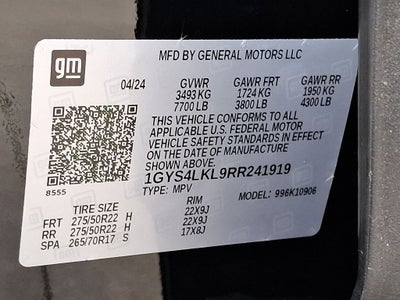 gm
MFD BY GENERAL MOTORS LLC
04/24 GVWR GAWR FRT GAWR RR
3493 KG 1724 KG 1950 KG
7700 LB 3800 LB 4300 LB
THIS VEHICLE CONFORMS TO ALL
APPLICABLE U.S. FEDERAL MOTOR
VEHICLE SAFETY STANDARDS IN EFFECT
ON THE DATE OF MANUFACTURE
SHOWN ABOVE.
1GYS4LKL9RR241919
8555
TYPE: MPV MODEL: 996K10906
TIRE SIZE RIM
FRT 275/50R22 H 22X9J
RR 275/50R22 H 22X9J
SPA 265/70R17 S 17X8J